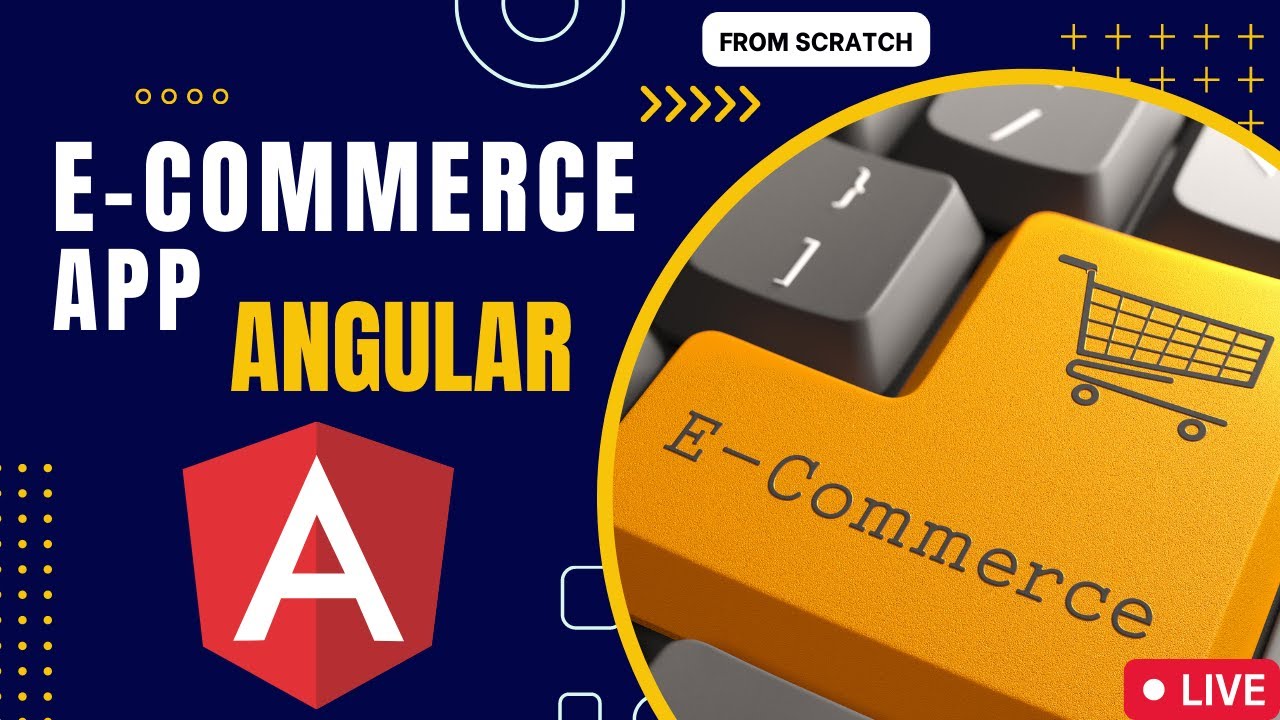 FROM SCRATCH
E-COMMERCE
APP
ANGULAR
A
}
]
E-Commerce
LIVE